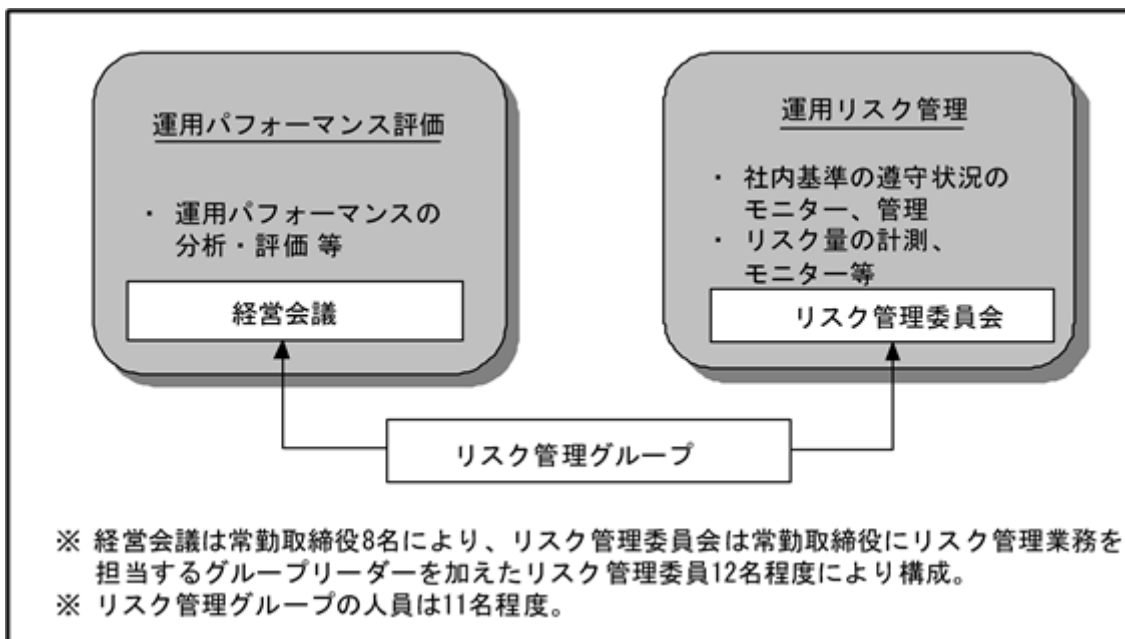 運用パフォーマンス評価
・ 運用パフォーマンスの
分析・評価 等
経営会議
運用リスク管理
・ 社内基準の遵守状況の
モニター、管理
・ リスク量の計測、
モニター等
リスク管理委員会
リスク管理グループ
※ 経営会議は常勤取締役8名により、リスク管理委員会は常勤取締役にリスク管理業務を
担当するグループリーダーを加えたリスク管理委員12名程度により構成。
※ リスク管理グループの人員は11名程度。